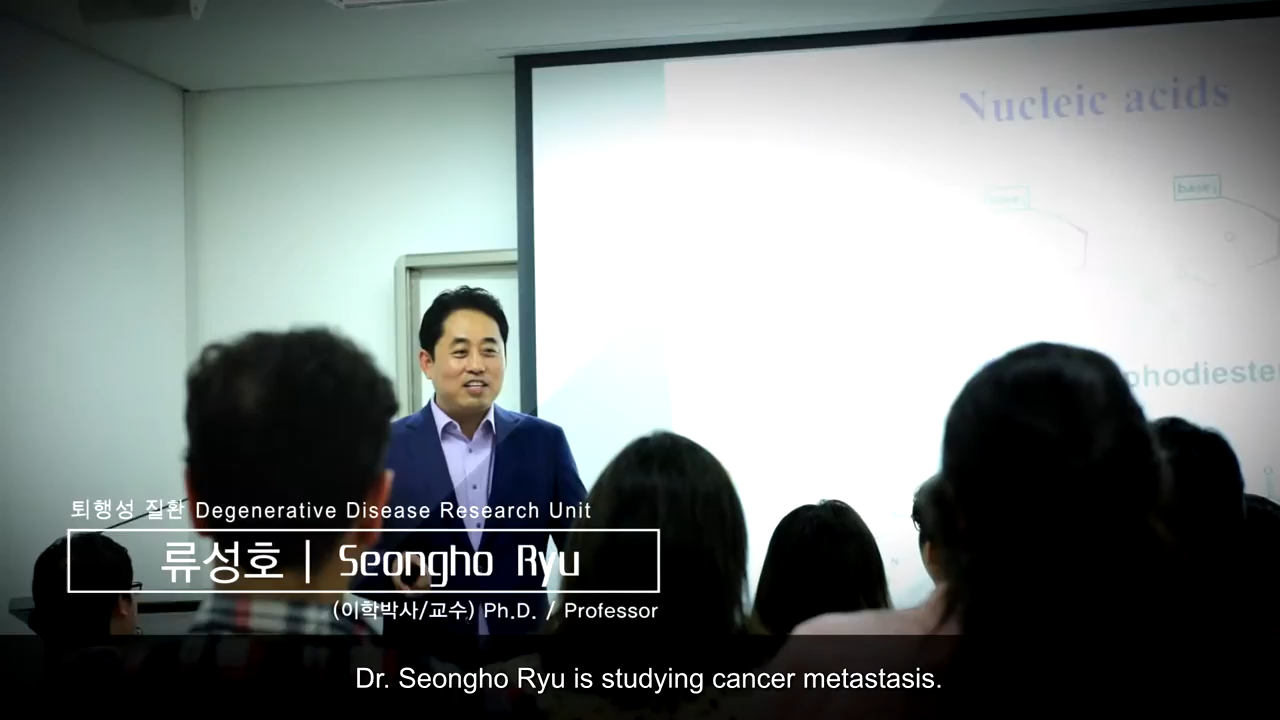 Nucleic acids
base
퇴행성 질환 Degenerative Disease Research Unit
류성호 | Seongho Ryu
(이학박사/교수) Ph.D. / Professor
Dr. Seongho Ryu is studying cancer metastasis.